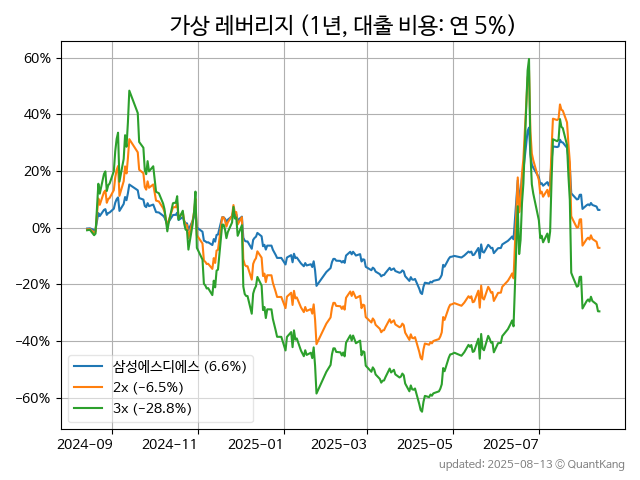 가상 레버리지 (1년, 대출 비용: 연 5%)
60%
40%
20%
0%
−20%
−40%
−60%
삼성에스디에스 (6.6%)
2x (-6.5%)
3x (-28.8%)
2024-09 2024-11 2025-01 2025-03 2025-05 2025-07
updated: 2025-08-13 © QuantKang